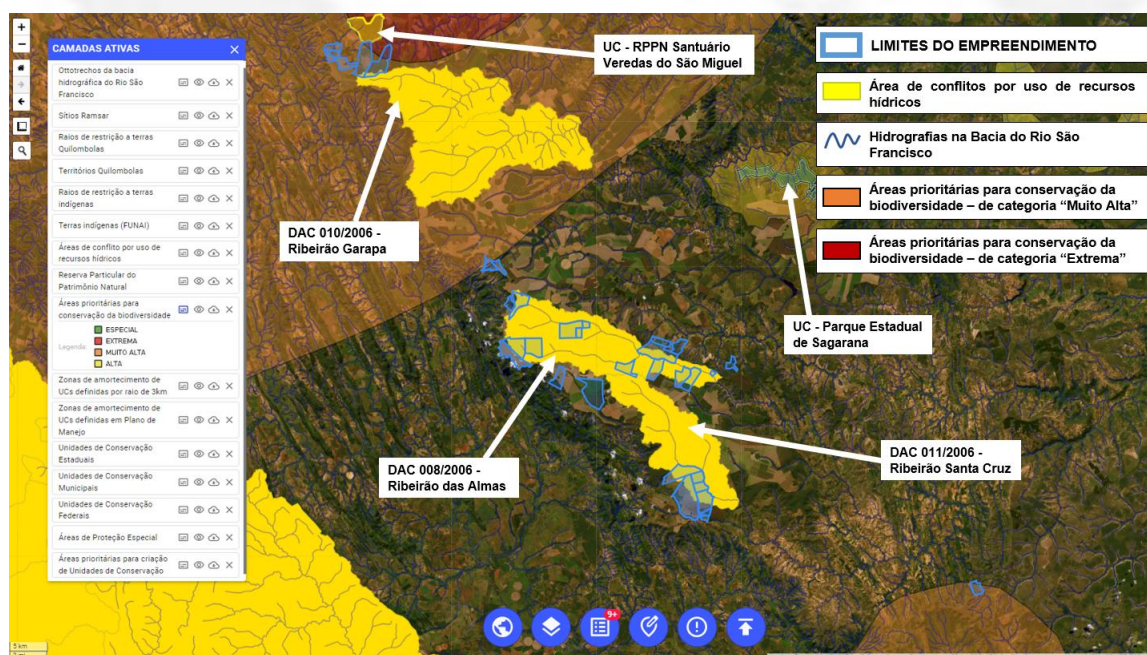 CAMADAS ATIVAS
Ottotrechos da bacia
hidrográfica do Rio São
Francisco
Sítios Ramsar
Raios de restrição a terras
Quilombolas
Territórios Quilombolas
Raios de restrição a terras
indígenas
Terras indígenas (FUNAI)
Áreas de conflito por uso de
recursos hídricos
Reserva Particular do
Patrimônio Natural
Áreas prioritárias para
conservação da biodiversidade
Legenda
ESPECIAL
EXTREMA
MUITO ALTA
ALTA
Zonas de amortecimento de
UCs definidas por raio de 3km
Zonas de amortecimento de
UCs definidas em Plano de
Manejo
Unidades de Conservação
Estaduais
Unidades de Conservação
Municipais
Unidades de Conservação
Federais
Áreas de Proteção Especial
Áreas prioritárias para criação
de Unidades de Conservação
UC - RPPN Santuário
Veredas do São Miguel
DAC 010/2006 -
Ribeirão Garapa
UC - Parque Estadual
de Sagarana
DAC 008/2006 -
Ribeirão das Almas
DAC 011/2006 -
Ribeirão Santa Cruz
LIMITES DO EMPREENDIMENTO
Área de conflitos por uso de recursos
hídricos
Hidrografias na Bacia do Rio São
Francisco
Áreas prioritárias para conservação da
biodiversidade – de categoria “Muito Alta”
Áreas prioritárias para conservação da
biodiversidade – de categoria “Extrema”
9+
5 km